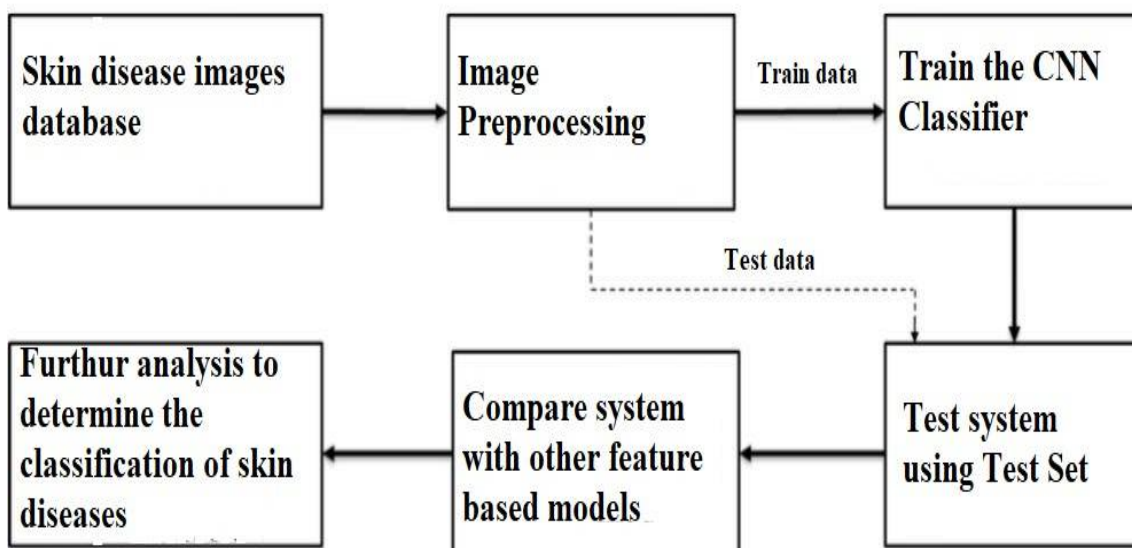 Skin disease images
database
Image
Preprocessing
Train data
Train the CNN
Classifier
Test data
Furthur analysis to
determine the
classification of skin
diseases
Compare system
with other feature
based models
Test system
using Test Set